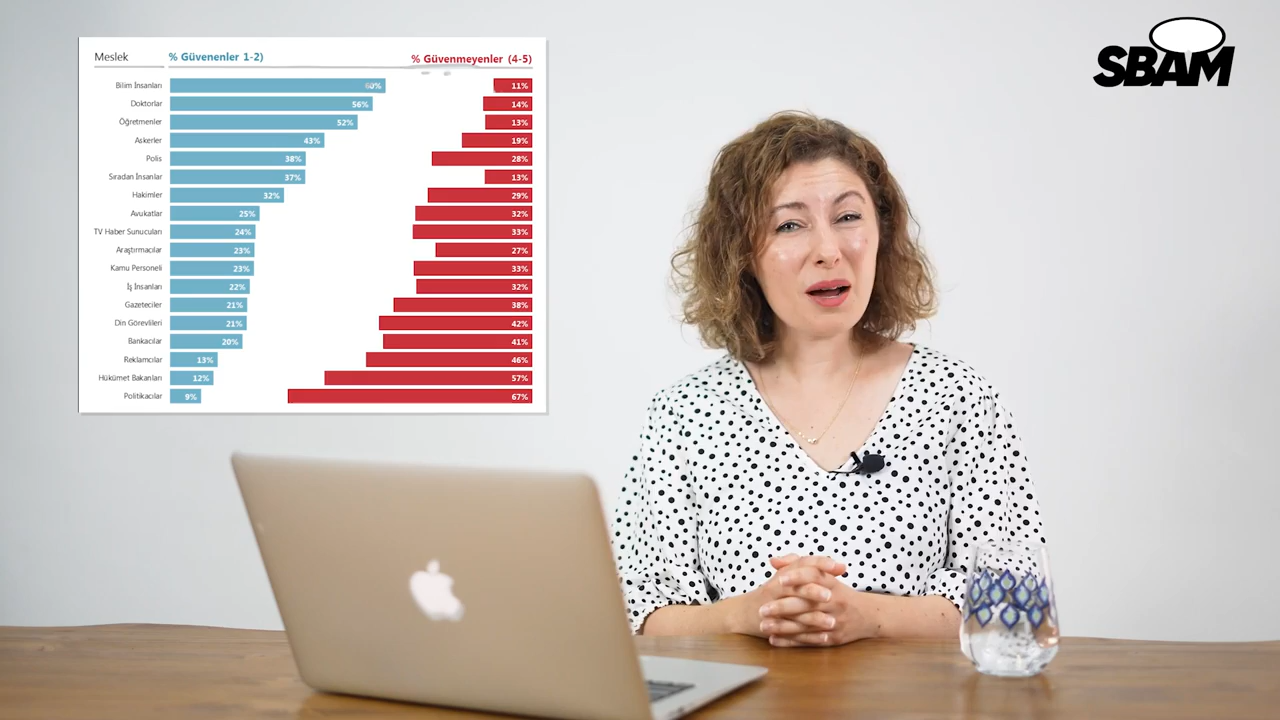 SBAM
Meslek % Güvenenler 1-2) % Güvenmeyenler (4-5)
Bilim İnsanları 60% 11%
Doktorlar 56% 14%
Öğretmenler 52% 13%
Askerler 43% 19%
Polis 38% 28%
Sıradan İnsanlar 37% 13%
Hakimler 32% 29%
Avukatlar 25% 32%
TV Haber Sunucuları 24% 33%
Araştırmacılar 23% 27%
Kamu Personeli 23% 33%
İş İnsanları 22% 32%
Gazeteciler 21% 38%
Din Görevlileri 21% 42%
Bankacılar 20% 41%
Reklamcılar 13% 46%
Hükümet Bakanları 12% 57%
Politikacılar 9% 67%